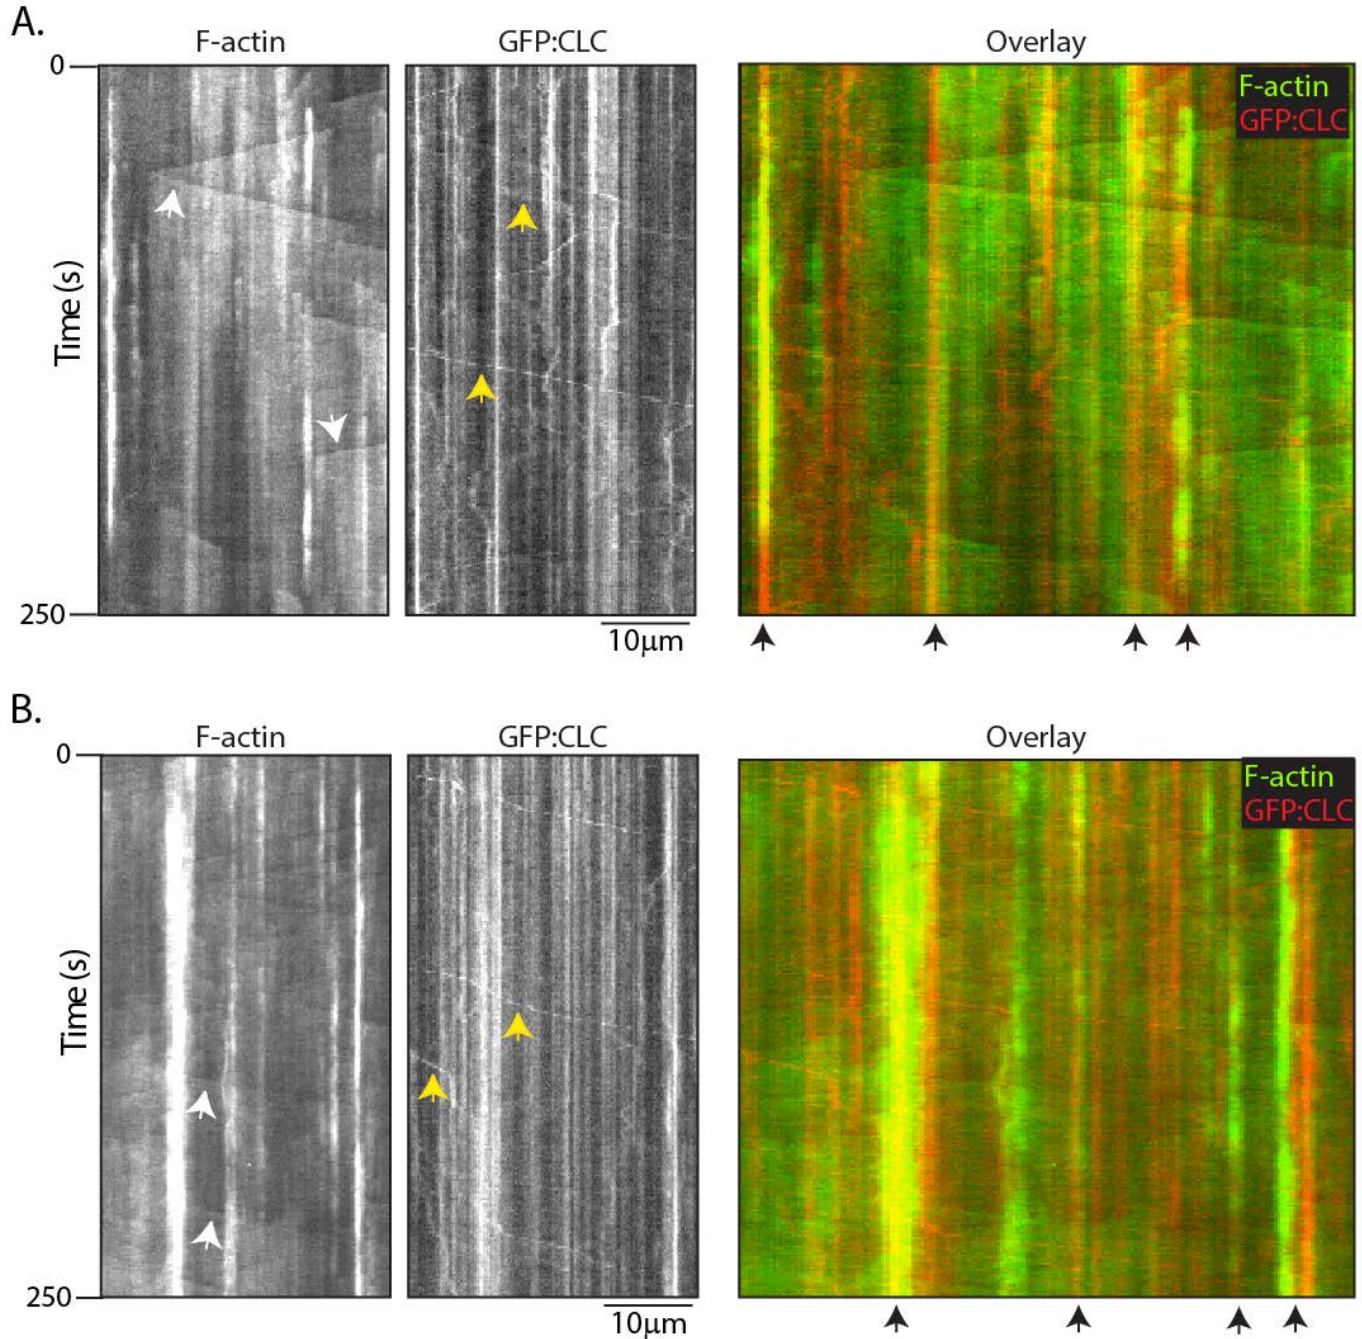 A.
F-actin GFP:CLC Overlay
0
F-actin
GFP:CLC
Time (s)
250
10μm
B.
F-actin GFP:CLC Overlay
0
F-actin
GFP:CLC
Time (s)
250
10μm